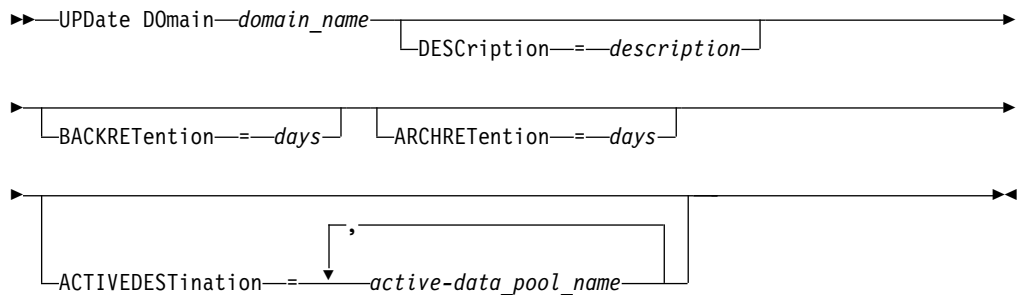 UPDate DOmain domain_name
DESCription = description
BACKRETention = days ARCHRETention = days
,
ACTIVEDESTination = active-data_pool_name